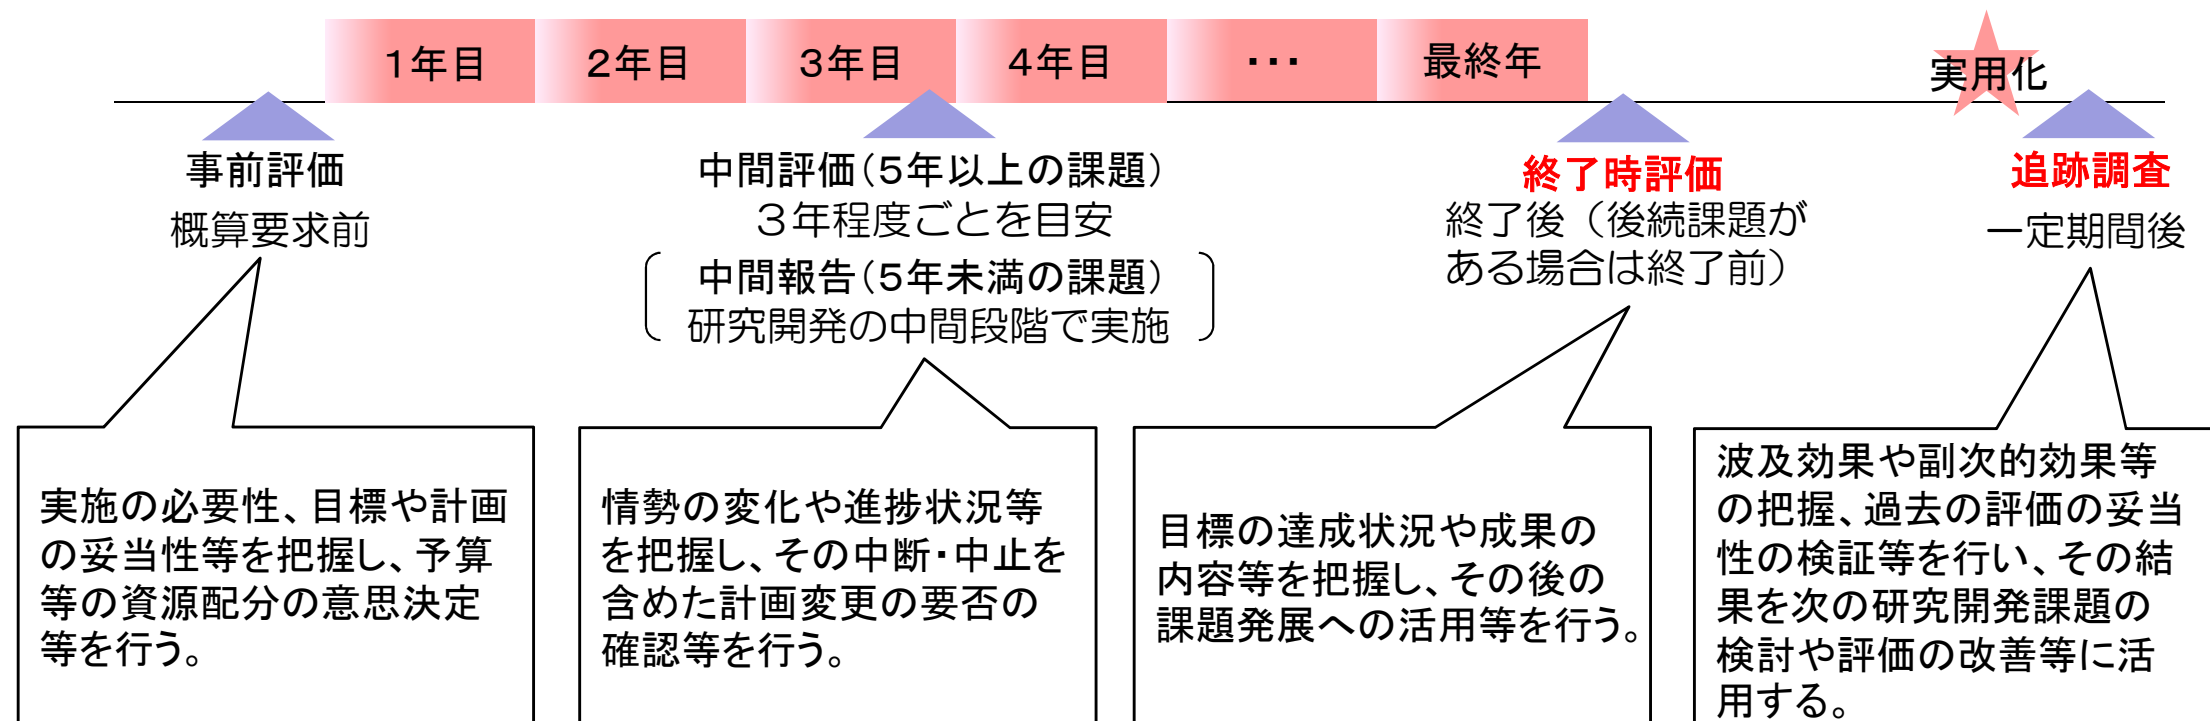 1年目
2年目
3年目
4年目
・・・
最終年
実用化
事前評価
概算要求前
中間評価(5年以上の課題)
３年程度ごとを目安
中間報告(5年未満の課題)
研究開発の中間段階で実施
終了時評価
終了後（後続課題が
ある場合は終了前）
追跡調査
一定期間後
実施の必要性、目標や計画
の妥当性等を把握し、予算
等の資源配分の意思決定
等を行う。
情勢の変化や進捗状況等
を把握し、その中断・中止を
含めた計画変更の要否の
確認等を行う。
目標の達成状況や成果の
内容等を把握し、その後の
課題発展への活用等を行う。
波及効果や副次的効果等
の把握、過去の評価の妥当
性の検証等を行い、その結
果を次の研究開発課題の
検討や評価の改善等に活
用する。